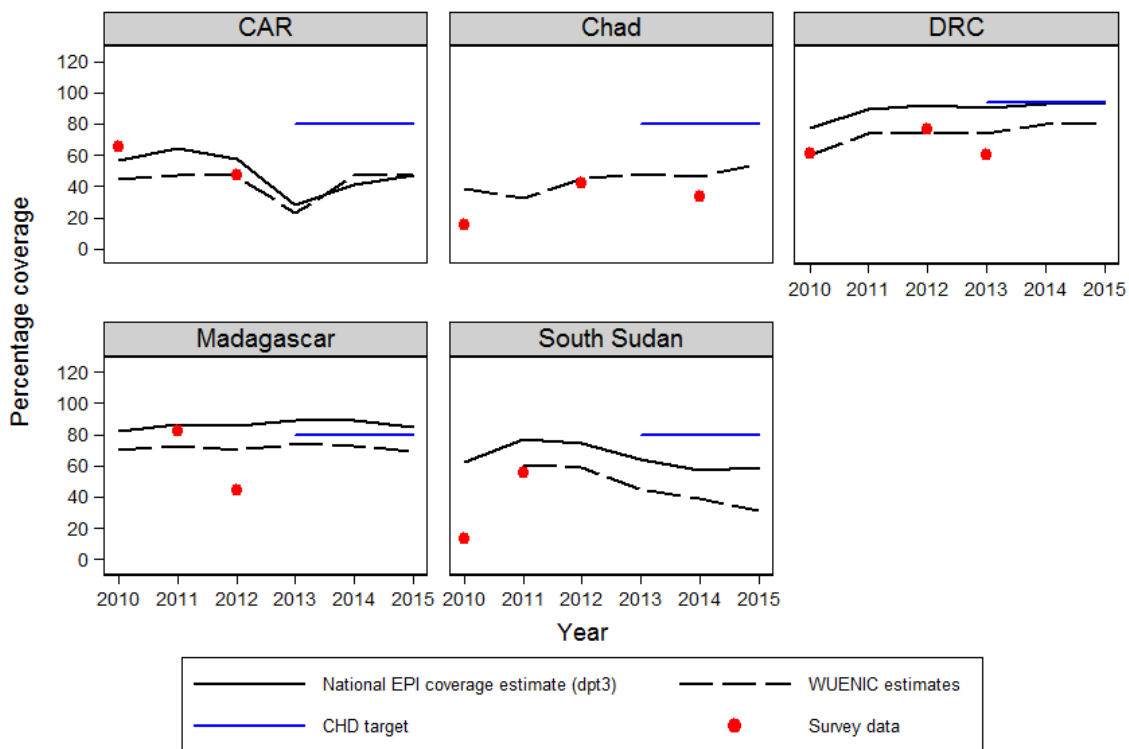 CAR
Chad
DRC
120
100
80
60
40
20
0
2010 2011 2012 2013 2014 2015
Madagascar
South Sudan
120
100
80
60
40
20
0
2010 2011 2012 2013 2014 2015
2010 2011 2012 2013 2014 2015
Percentage coverage
Year
National EPI coverage estimate (dpt3)
WUENIC estimates
CHD target
Survey data